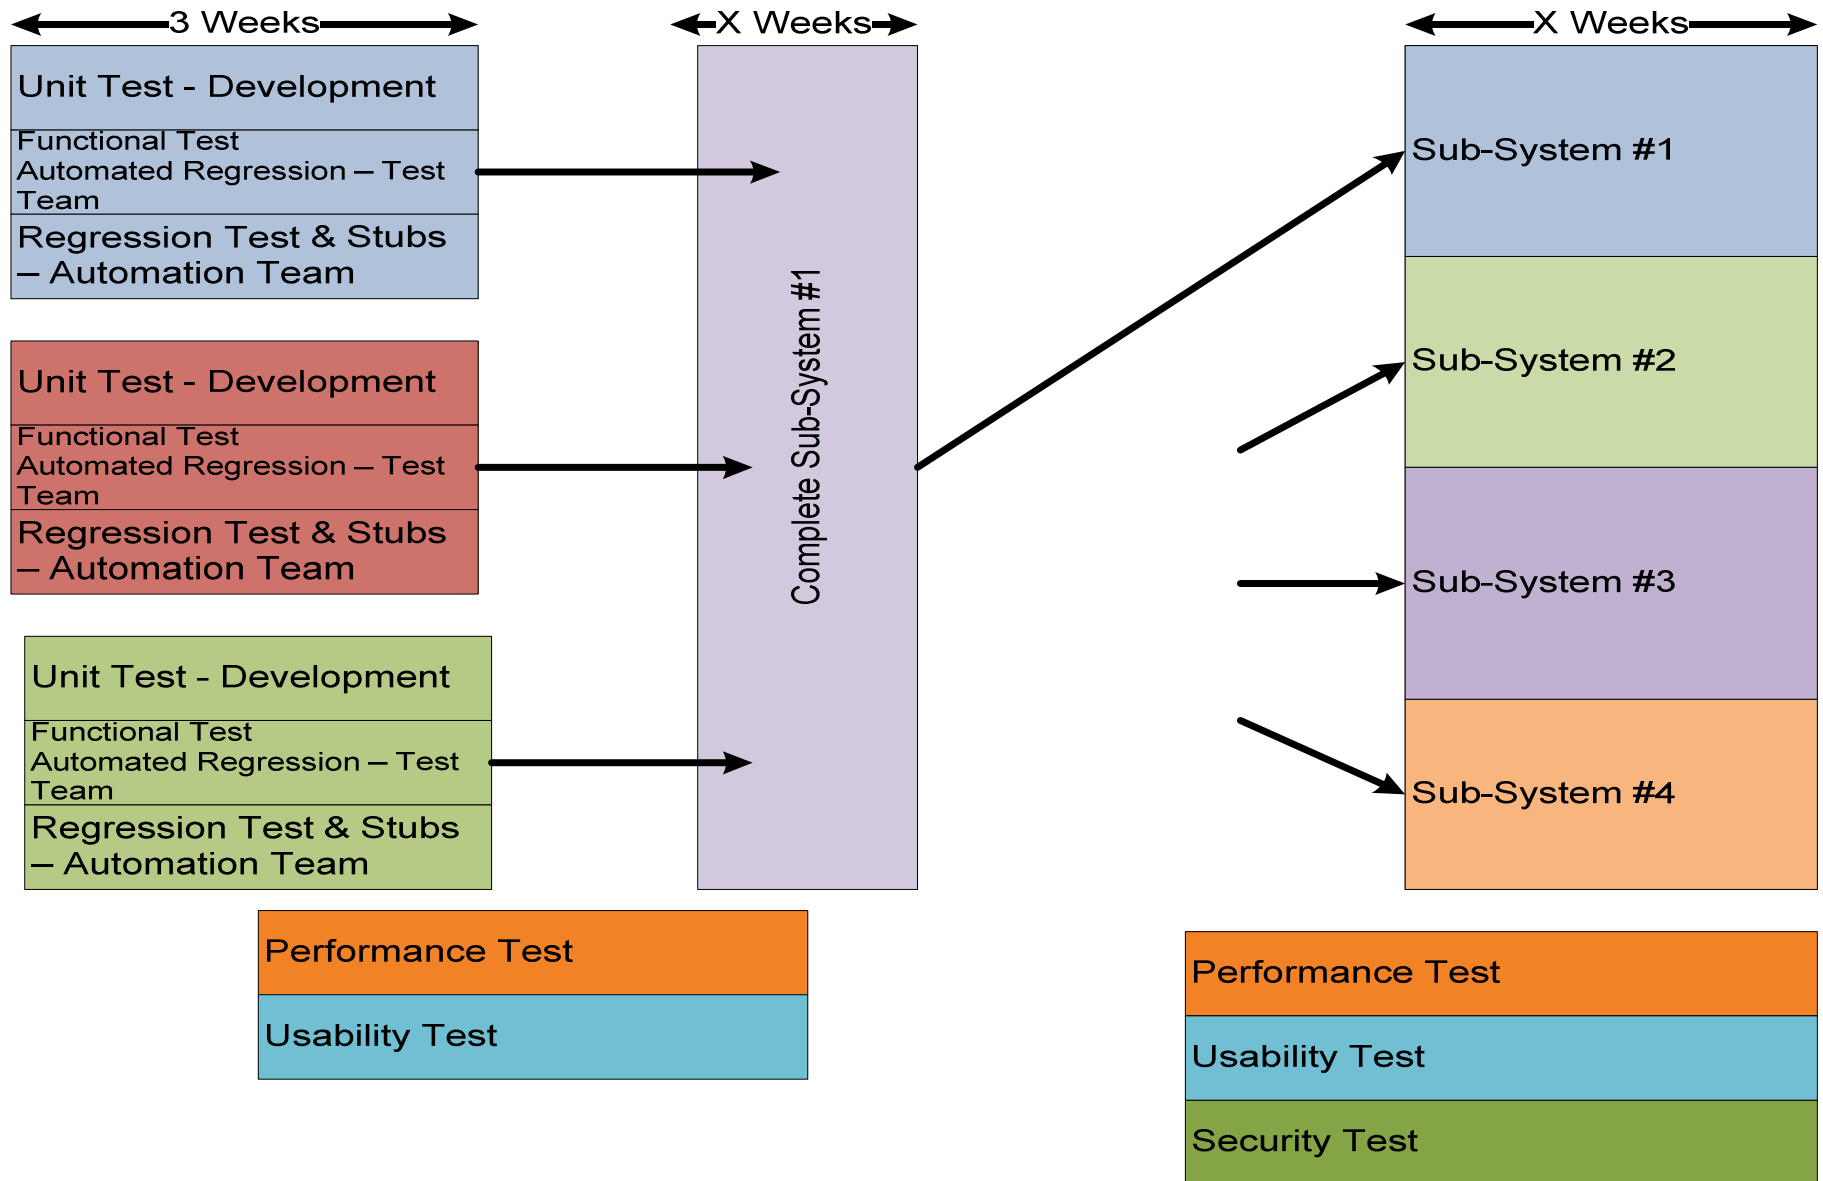 3 Weeks
X Weeks
X Weeks
Unit Test - Development
Functional Test
Automated Regression – Test
Team
Regression Test & Stubs
– Automation Team
Unit Test - Development
Functional Test
Automated Regression – Test
Team
Regression Test & Stubs
– Automation Team
Unit Test - Development
Functional Test
Automated Regression – Test
Team
Regression Test & Stubs
– Automation Team
Complete Sub-System #1
Sub-System #1
Sub-System #2
Sub-System #3
Sub-System #4
Performance Test
Usability Test
Performance Test
Usability Test
Security Test